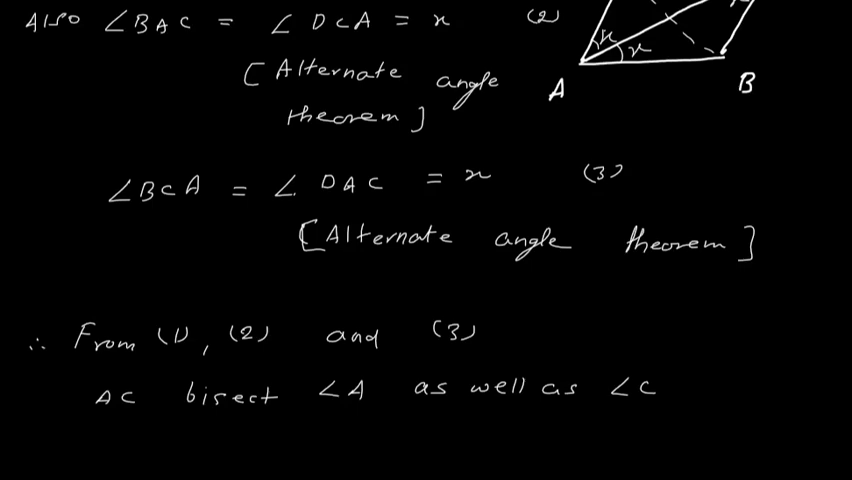 Also ∠BAC = ∠DCA = x (2)
[Alternate angle
theorem]
x
x
A
B
∠BCA = ∠DAC = x (3)
[Alternate angle theorem]
∴ From (1), (2) and (3)
AC bisect ∠A as well as ∠C